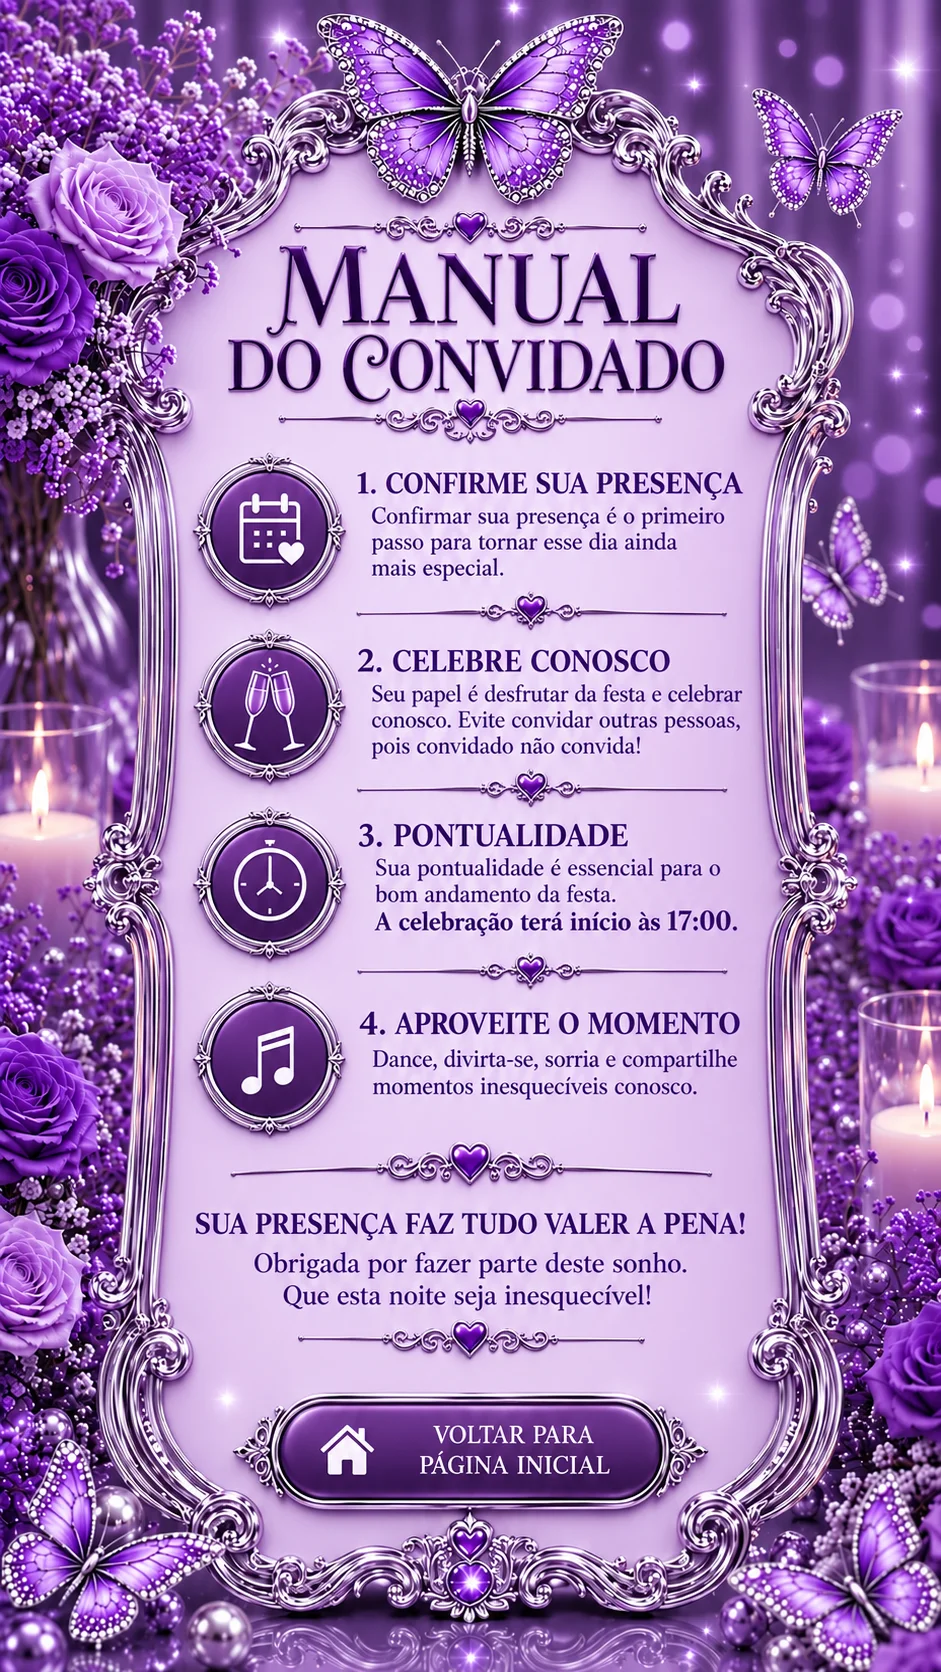 MANUAL
DO CONVIDADO
1. CONFIRME SUA PRESENÇA
Confirmar sua presença é o primeiro
passo para tornar esse dia ainda
mais especial.
2. CELEBRE CONOSCO
Seu papel é desfrutar da festa e celebrar
conosco. Evite convidar outras pessoas,
pois convidado não convida!
3. PONTUALIDADE
Sua pontualidade é essencial para o
bom andamento da festa.
A celebração terá início às 17:00.
4. APROVEITE O MOMENTO
Dance, divirta-se, sorria e compartilhe
momentos inesquecíveis conosco.
SUA PRESENÇA FAZ TUDO VALER A PENA!
Obrigada por fazer parte deste sonho.
Que esta noite seja inesquecível!
VOLTAR PARA
PÁGINA INICIAL